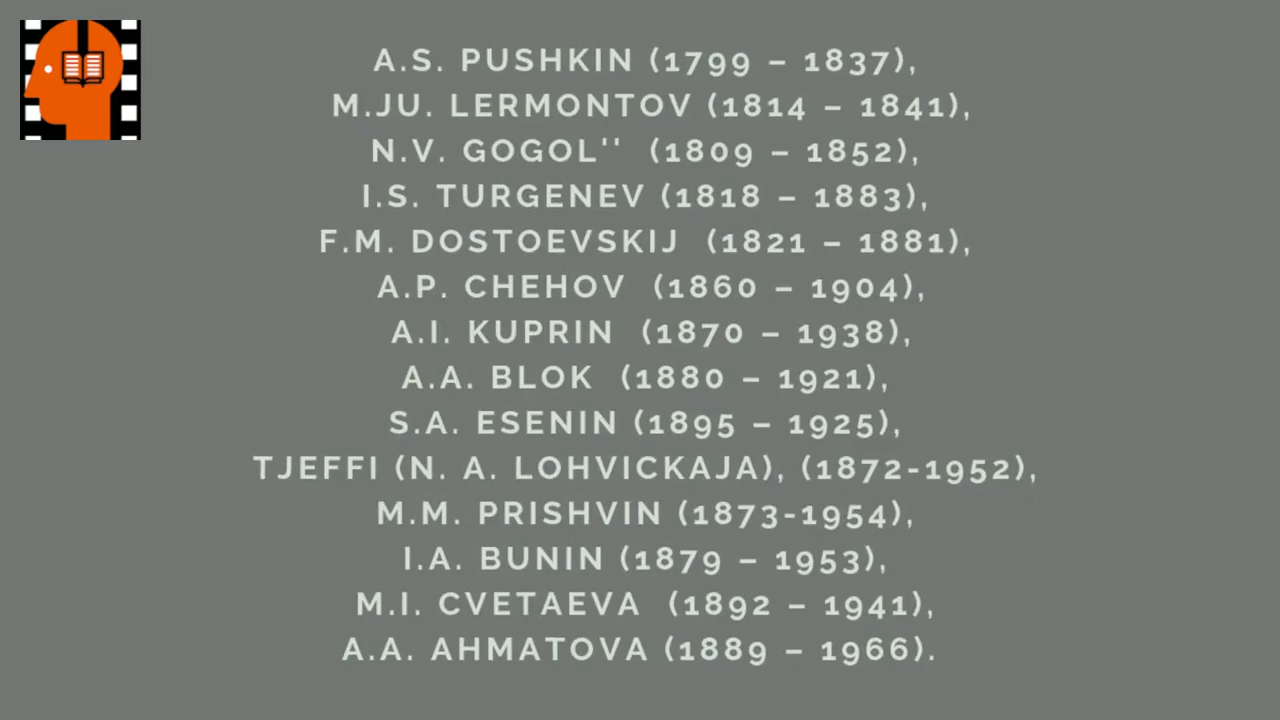 A.S. PUSHKIN (1799 – 1837),
M.JU. LERMONTOV (1814 – 1841),
N.V. GOGOL'' (1809 – 1852),
I.S. TURGENEV (1818 – 1883),
F.M. DOSTOEVSKIJ (1821 – 1881),
A.P. CHEHOV (1860 – 1904),
A.I. KUPRIN (1870 – 1938),
A.A. BLOK (1880 – 1921),
S.A. ESENIN (1895 – 1925),
TJEFFI (N. A. LOHVICKAJA), (1872-1952),
M.M. PRISHVIN (1873-1954),
I.A. BUNIN (1879 – 1953),
M.I. CVETAEVA (1892 – 1941),
A.A. AHMATOVA (1889 – 1966).